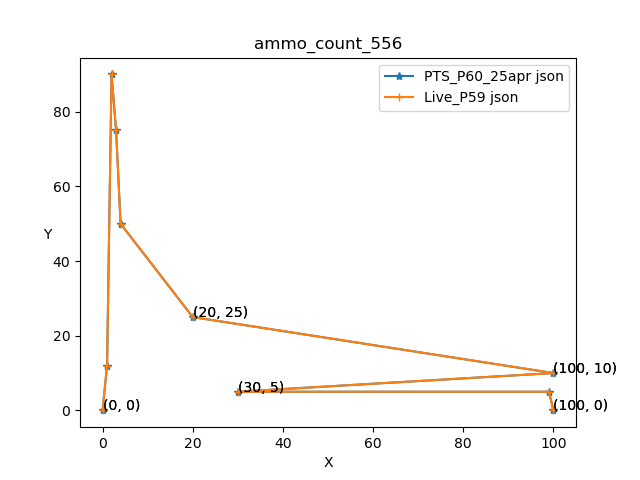 ammo_count_556
PTS_P60_25apr json
Live_P59 json
80
60
Y
40
20
0
(20, 25)
(100, 10)
(30, 5)
(0, 0)
(100, 0)
0 20 40 60 80 100
X